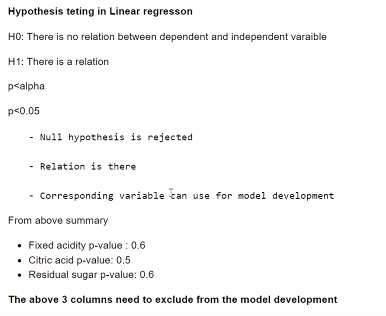 Hypothesis teting in Linear regresson
H0: There is no relation between dependent and independent varaible
H1: There is a relation
p<alpha
p<0.05
- Null hypothesis is rejected
- Relation is there
- Corresponding variable can use for model development
From above summary
• Fixed acidity p-value : 0.6
• Citric acid p-value: 0.5
• Residual sugar p-value: 0.6
The above 3 columns need to exclude from the model development